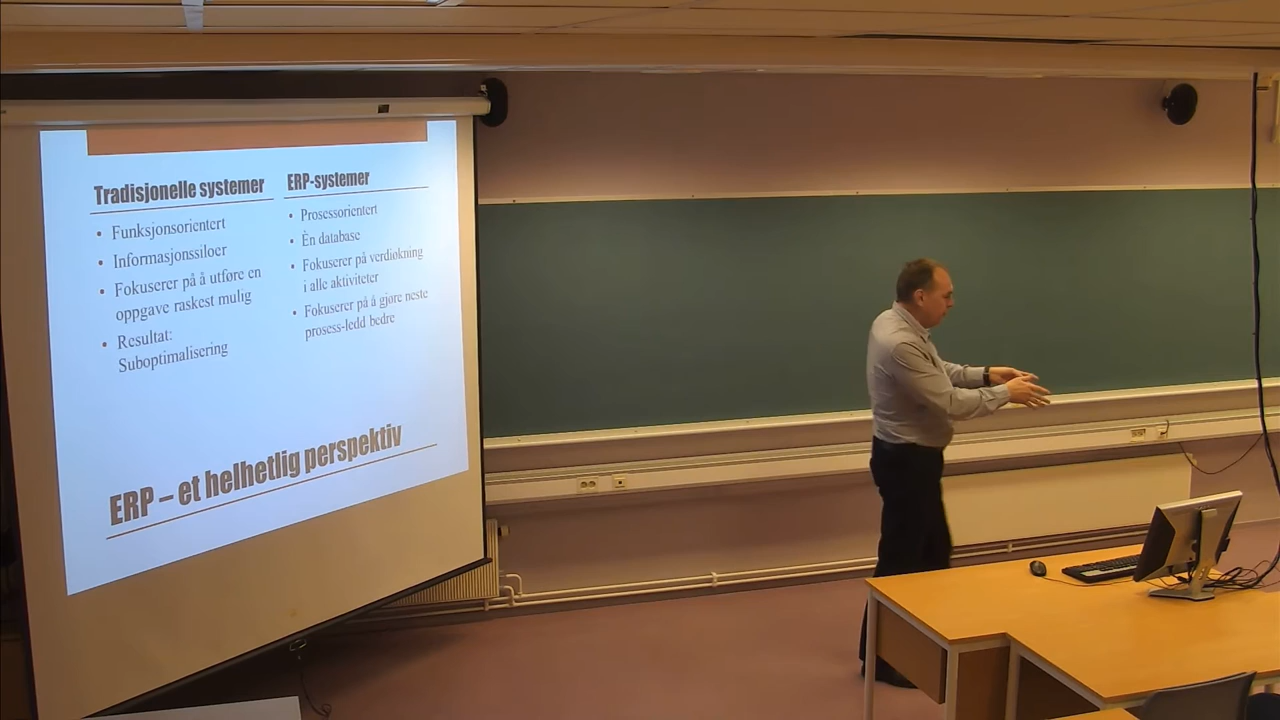 Tradisjonelle systemer
• Funksjonsorientert
• Informasjonssiloer
• Fokuserer på å utføre en
oppgave raskest mulig
• Resultat:
Suboptimalisering
ERP-systemer
• Prosessorientert
• Èn database
• Fokuserer på verdiøkning
i alle aktiviteter
• Fokuserer på å gjøre neste
prosess-ledd bedre
ERP – et helhetlig perspektiv